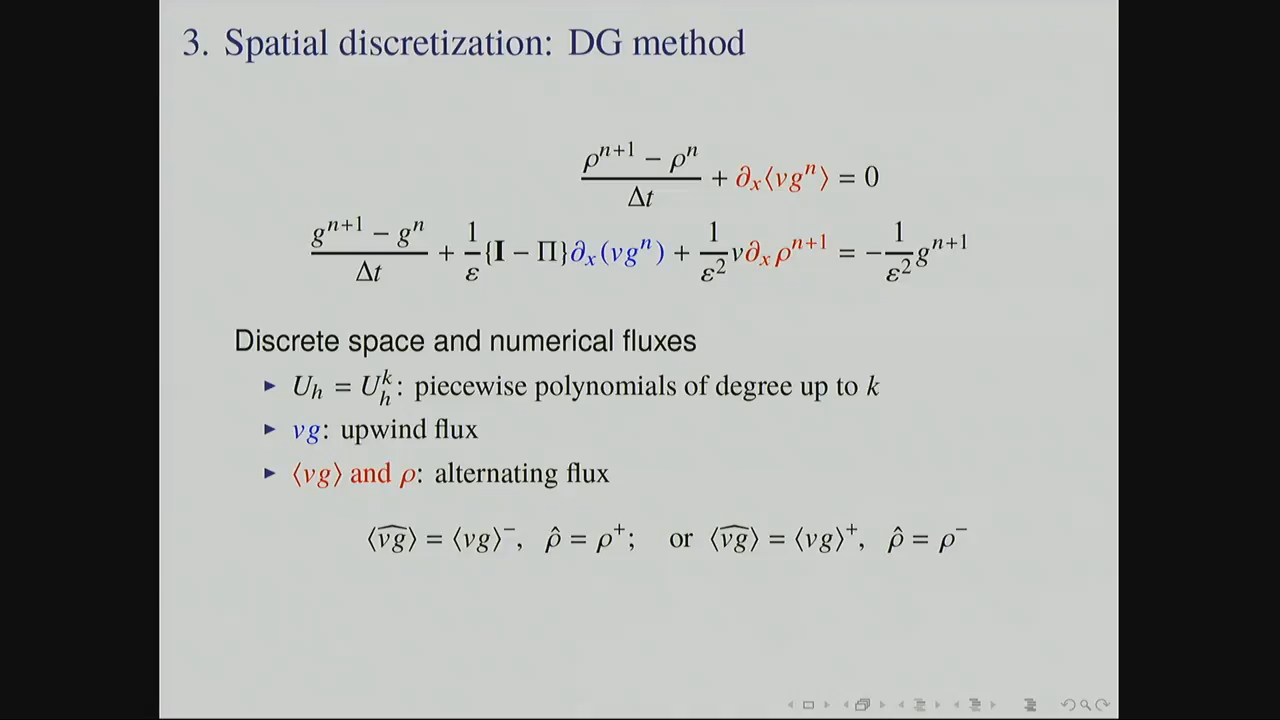 3. Spatial discretization: DG method
(ρ^{n+1} − ρ^n)/Δt + ∂_x⟨vg^n⟩ = 0
(g^{n+1} − g^n)/Δt + (1/ε){I − Π}∂_x(vg^n) + (1/ε²)v∂_xρ^{n+1} = −(1/ε²)g^{n+1}
Discrete space and numerical fluxes
▶ U_h = U_h^k: piecewise polynomials of degree up to k
▶ vg: upwind flux
▶ ⟨vg⟩ and ρ: alternating flux
⟨\widehat{vg}⟩ = ⟨vg⟩^−, ρ̂ = ρ^+; or ⟨\widehat{vg}⟩ = ⟨vg⟩^+, ρ̂ = ρ^−